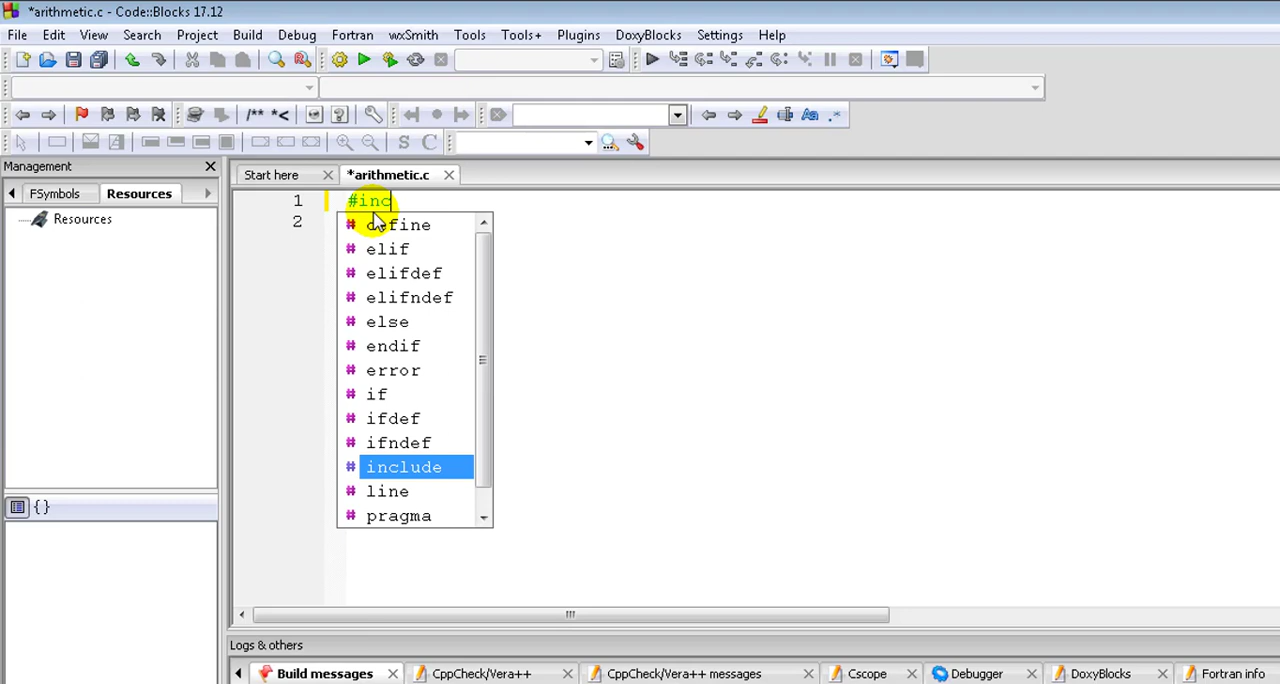 *arithmetic.c - Code::Blocks 17.12
File Edit View Search Project Build Debug Fortran wxSmith Tools Tools+ Plugins DoxyBlocks Settings Help
/** *<
S C
Management
Start here *arithmetic.c
FSymbols Resources
1 #inc
Resources
2
define
elif
elifdef
elifndef
else
endif
error
if
ifdef
ifndef
include
line
{}
pragma
Logs & others
Build messages CppCheck/Vera++ CppCheck/Vera++ messages Cscope Debugger DoxyBlocks Fortran info